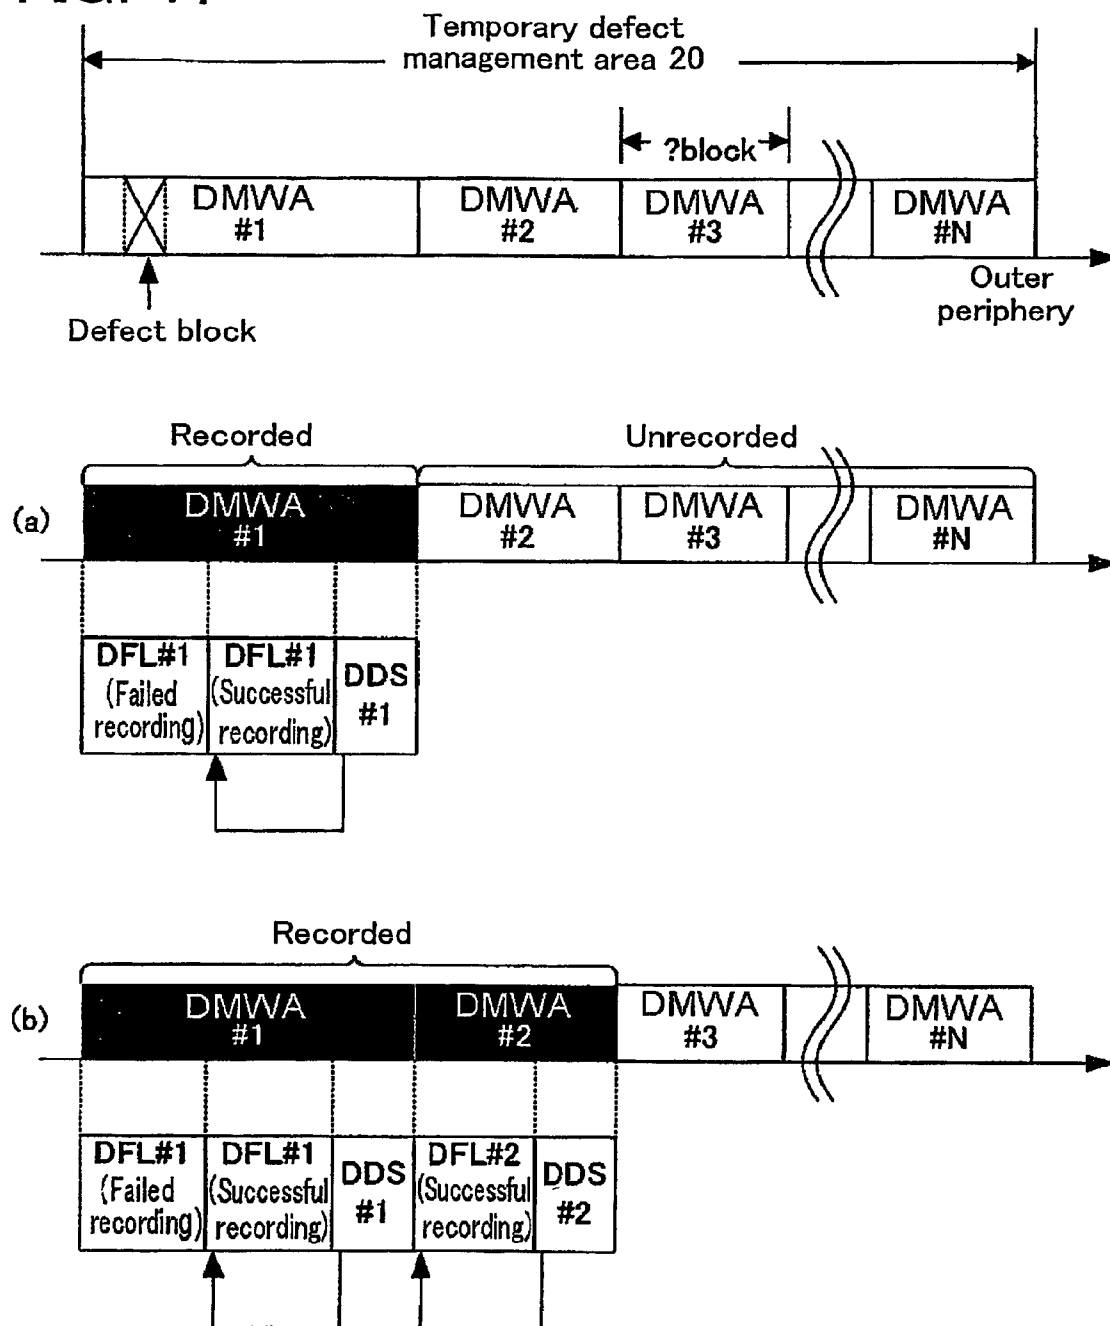 Temporary defect
management area 20
?block
DMWA DMWA DMWA DMWA
#1 #2 #3 #N
Outer
periphery
Defect block
Recorded Unrecorded
(a) DMWA DMWA DMWA DMWA
#1 #2 #3 #N
DFL#1 DFL#1 DDS
(Failed (Successful #1
recording) recording)
Recorded
(b) DMWA DMWA DMWA DMWA
#1 #2 #3 #N
DFL#1 DFL#1 DDS DFL#2 DDS
(Failed (Successful #1 (Successful #2
recording) recording) recording)